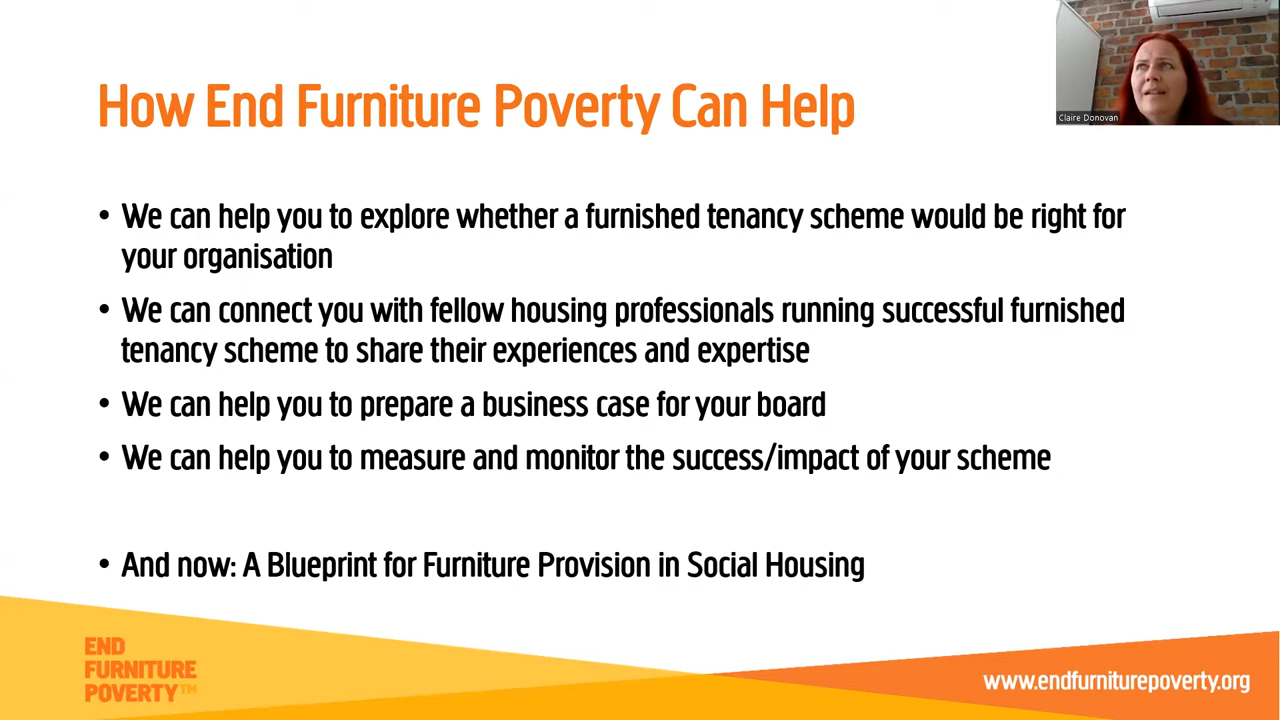 How End Furniture Poverty Can Help
Claire Donovan
• We can help you to explore whether a furnished tenancy scheme would be right for
your organisation
• We can connect you with fellow housing professionals running successful furnished
tenancy scheme to share their experiences and expertise
• We can help you to prepare a business case for your board
• We can help you to measure and monitor the success/impact of your scheme
• And now: A Blueprint for Furniture Provision in Social Housing
END
FURNITURE
POVERTY™
www.endfurniturepoverty.org